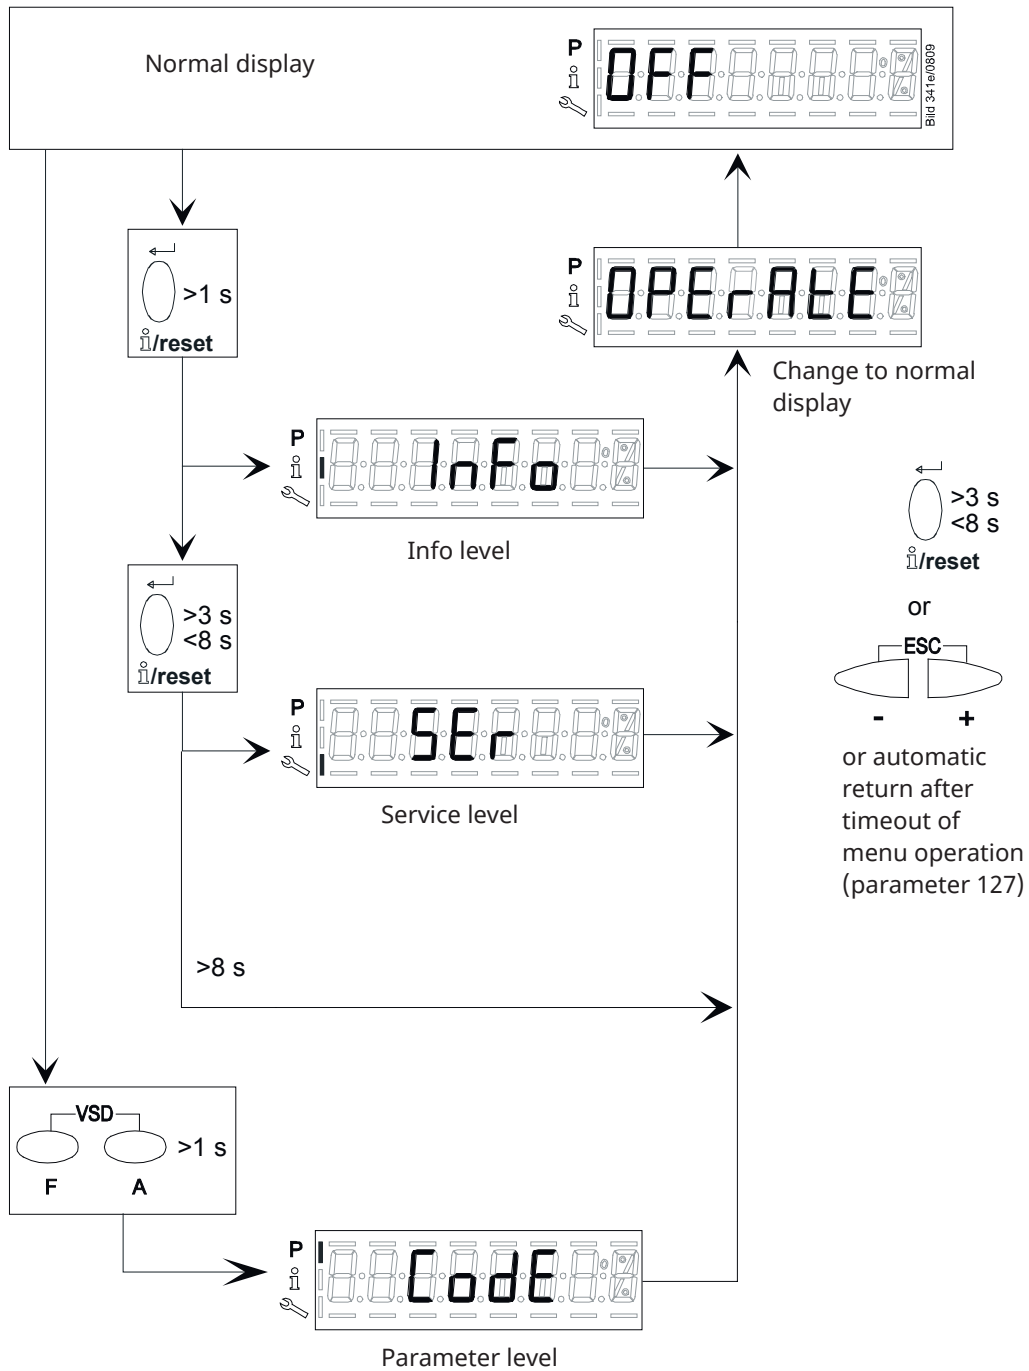 Normal display
P
i
OFF
Bild 341e/0809
>1 s
i/reset
P
i
OPErAtE
Change to normal
display
P
i
InFo
Info level
>3 s
<8 s
i/reset
or
ESC
- +
or automatic
return after
timeout of
menu operation
(parameter 127)
>3 s
<8 s
i/reset
P
i
SEr
Service level
>8 s
VSD
>1 s
F A
P
i
CodE
Parameter level